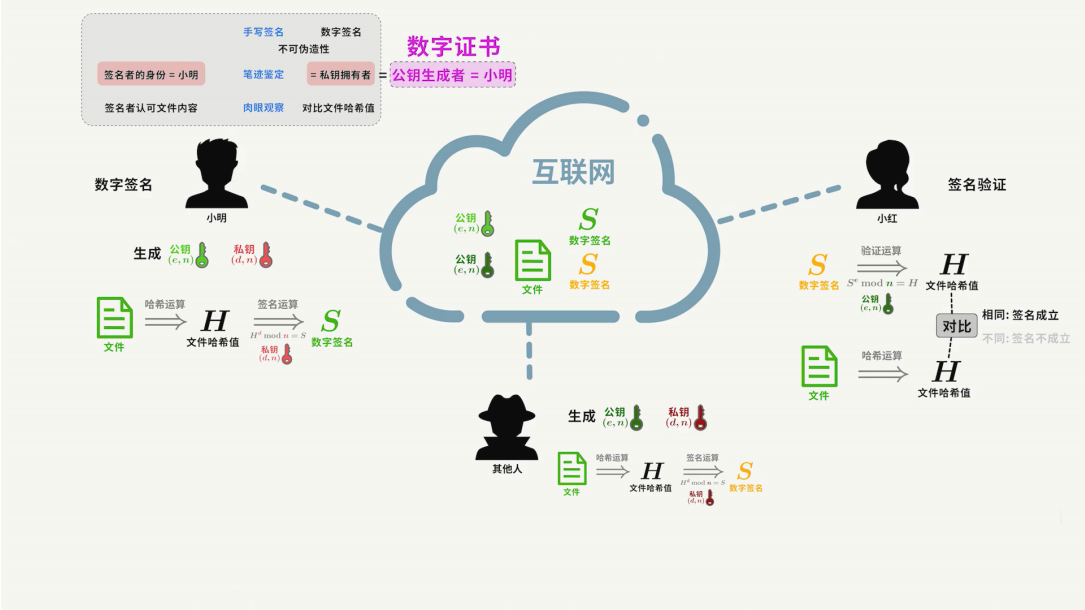 手写签名 数字签名
不可伪造性
签名者的身份 = 小明 笔迹鉴定 = 私钥拥有者
签名者认可文件内容 肉眼观察 对比文件哈希值
数字证书
= 公钥生成者 = 小明
互联网
公钥
(e, n)
S
数字签名
公钥
(e, n)
文件
S
数字签名
数字签名
小明
生成 公钥 (e, n) 私钥 (d, n)
文件
哈希运算
H
文件哈希值
签名运算
H^d mod n = S
私钥
(d, n)
S
数字签名
签名验证
小红
S
数字签名
验证运算
S^e mod n = H
公钥
(e, n)
H
文件哈希值
对比
相同: 签名成立
不同: 签名不成立
文件
哈希运算
H
文件哈希值
其他人
生成 公钥 (e, n) 私钥 (d, n)
文件
哈希运算
H
文件哈希值
签名运算
H^d mod n = S
私钥
(d, n)
S
数字签名